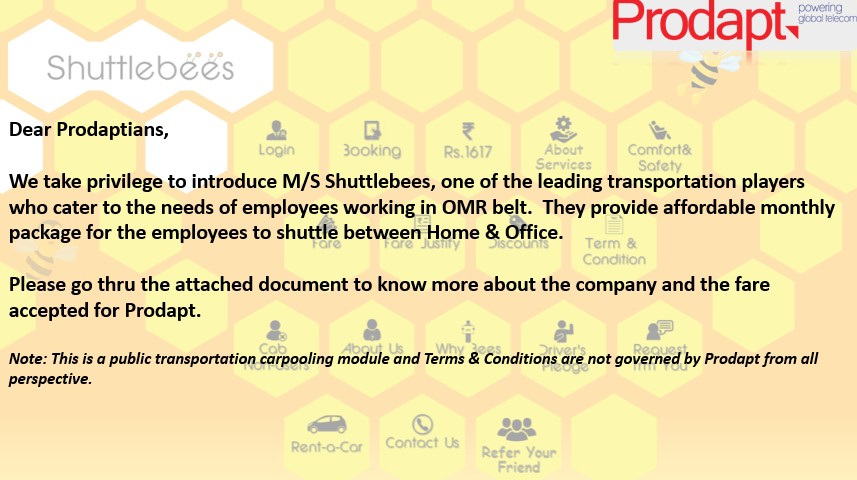 Prodapt
powering
global telecom
Shuttlebees
Dear Prodaptians,
Login
Booking
Rs.1617
About
Services
Comfort&
Safety
We take privilege to introduce M/S Shuttlebees, one of the leading transportation players
who cater to the needs of employees working in OMR belt. They provide affordable monthly
package for the employees to shuttle between Home & Office.
Fare
Fare Justify
Discounts
Term &
Condition
Please go thru the attached document to know more about the company and the fare
accepted for Prodapt.
Cab
Non-users
About Us
Why Bees
Driver's
Pledge
Request
You
Note: This is a public transportation carpooling module and Terms & Conditions are not governed by Prodapt from all
perspective.
Rent-a-Car
Contact Us
Refer Your
Friend